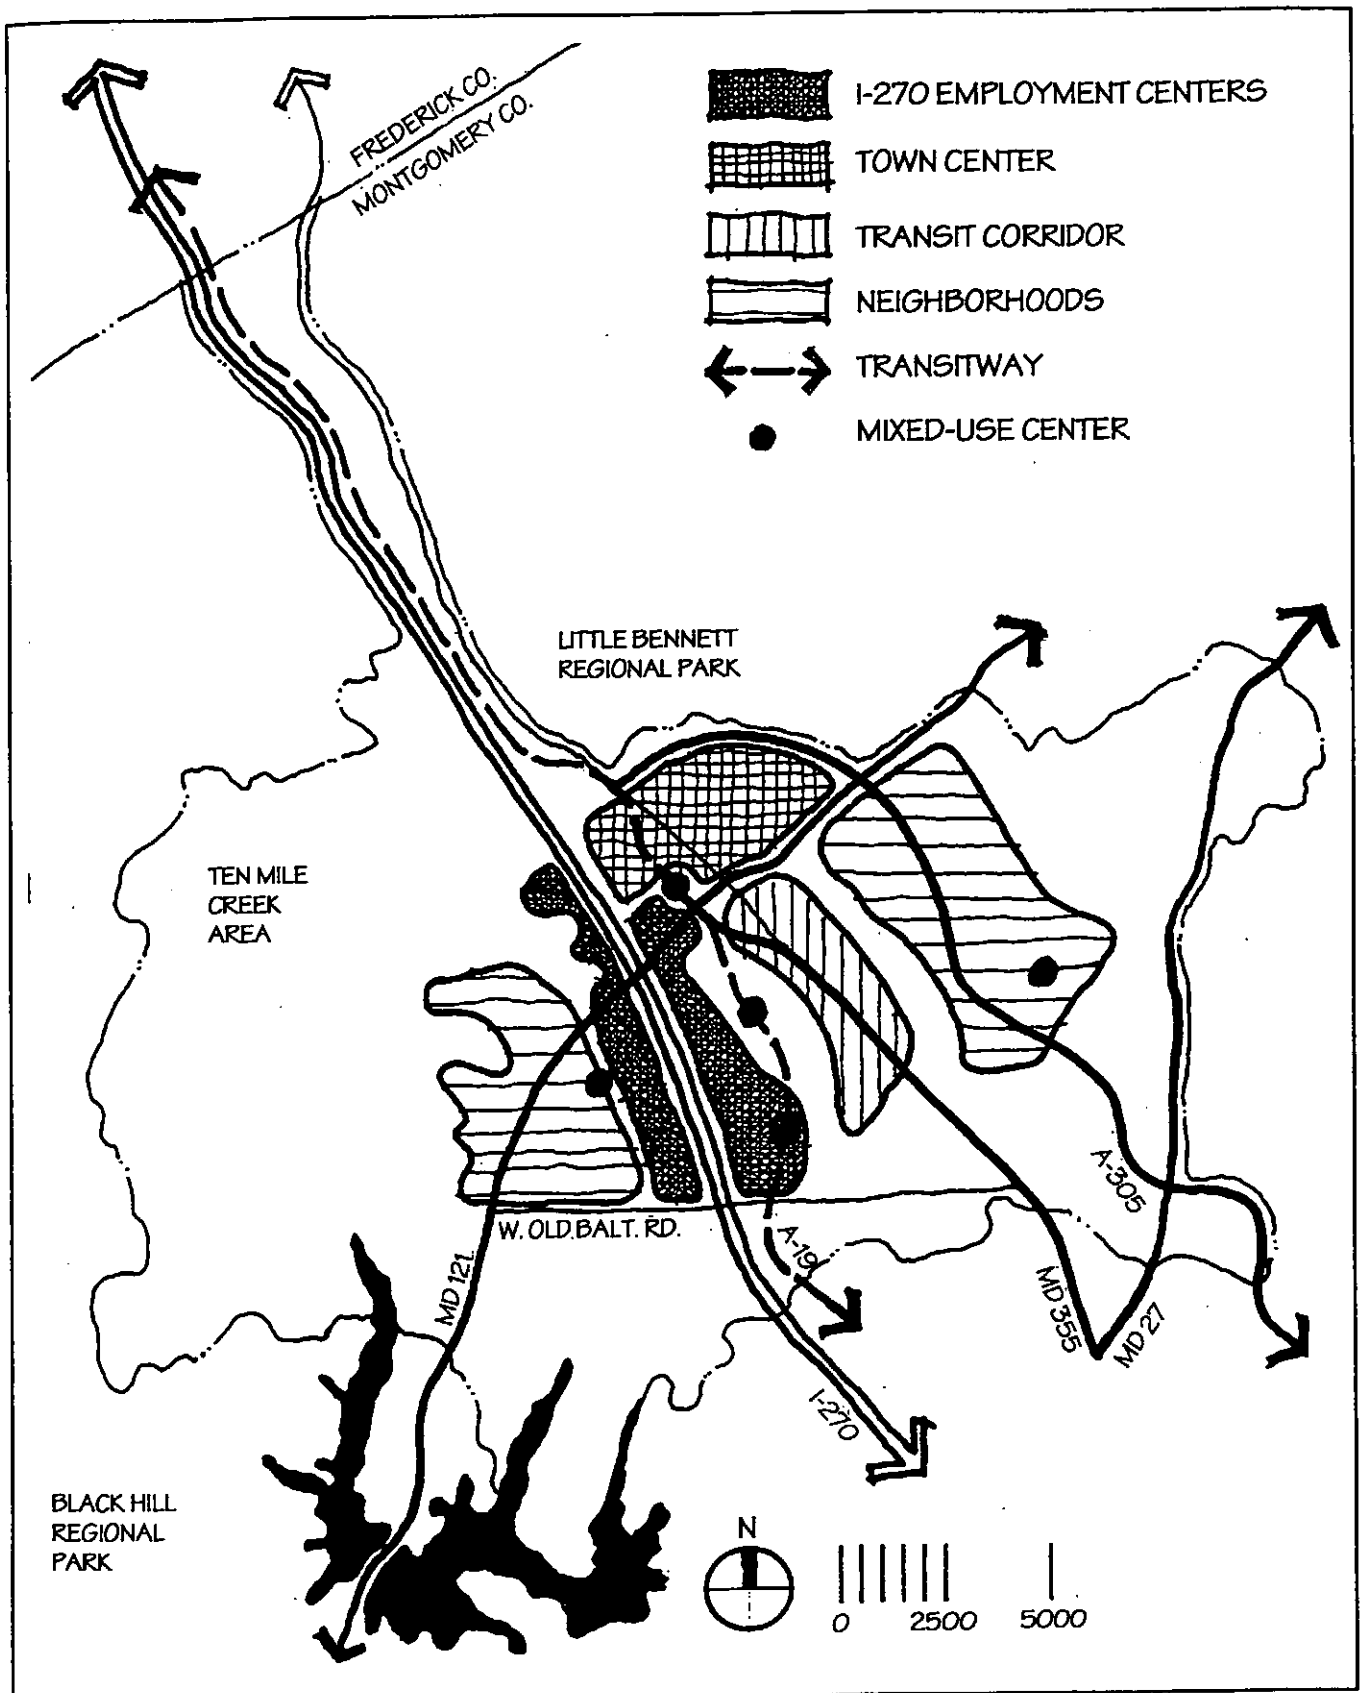 FREDERICK CO.
MONTGOMERY CO.
I-270 EMPLOYMENT CENTERS
TOWN CENTER
TRANSIT CORRIDOR
NEIGHBORHOODS
TRANSITWAY
MIXED-USE CENTER
LITTLE BENNETT
REGIONAL PARK
TEN MILE
CREEK
AREA
W. OLD BALT. RD.
A-305
A-19
MD 121
MD 355
MD 27
I-270
BLACK HILL
REGIONAL
PARK
N
0 2500 5000